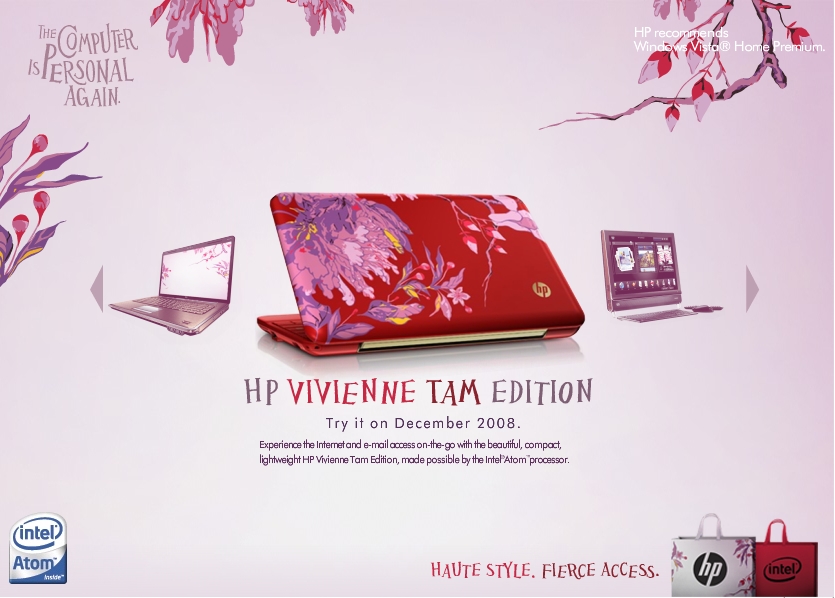 THE COMPUTER
IS PERSONAL
AGAIN.
HP recommends
Windows Vista® Home Premium.
hp
HP VIVIENNE TAM EDITION
Try it on December 2008.
Experience the Internet and e-mail access on-the-go with the beautiful, compact,
lightweight HP Vivienne Tam Edition, made possible by the Intel® Atom™ processor.
intel
Atom™
inside™
HAUTE STYLE. FIERCE ACCESS.
hp
intel